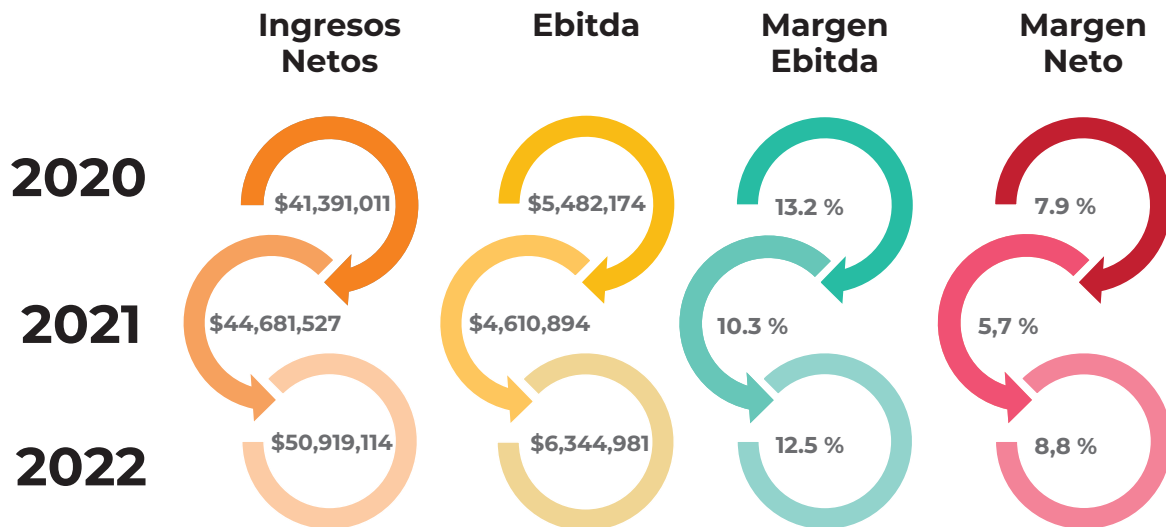 Ingresos
Netos
Ebitda
Margen
Ebitda
Margen
Neto
2020
$41,391,011
$5,482,174
13.2 %
7.9 %
2021
$44,681,527
$4,610,894
10.3 %
5,7 %
2022
$50,919,114
$6,344,981
12.5 %
8,8 %